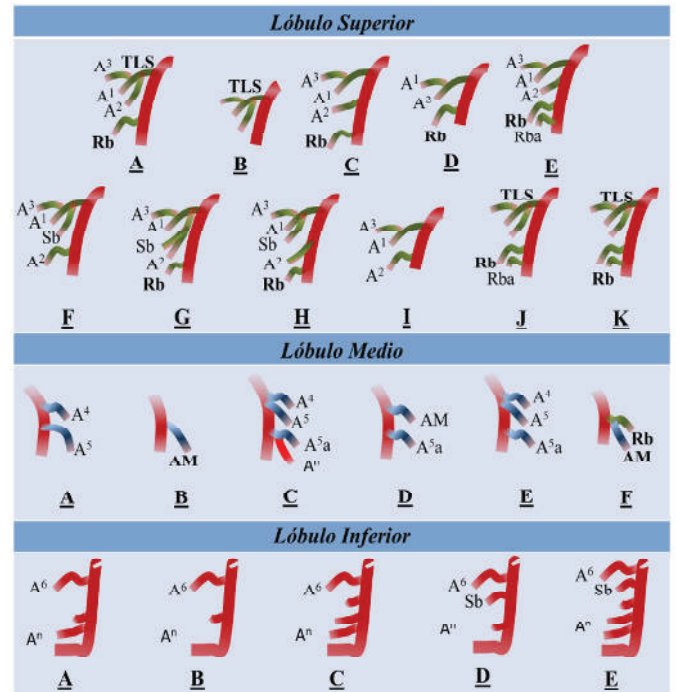 Lóbulo Superior
A³ TLS
A¹
A²
Rb
A
TLS
B
A³
A¹
A²
Rb
C
A¹
A³
Rb
D
A³
A¹
A²
Rb
Rba
E
A³
A¹
Sb
A²
F
A³
A¹
Sb
A²
Rb
G
A³
A¹
Sb
A²
Rb
H
A³
A¹
A²
I
TLS
Rb
Rba
J
TLS
Rb
K
Lóbulo Medio
A⁴
A⁵
A
AM
B
A⁴
A⁵
A⁵a
Aⁿ
C
AM
A⁵a
D
A⁴
A⁵
A⁵a
E
Rb
AM
F
Lóbulo Inferior
A⁶
Aⁿ
A
A⁶
B
A⁶
Aⁿ
C
A⁶
Sb
Aⁿ
D
A⁶
Sb
Aⁿ
E